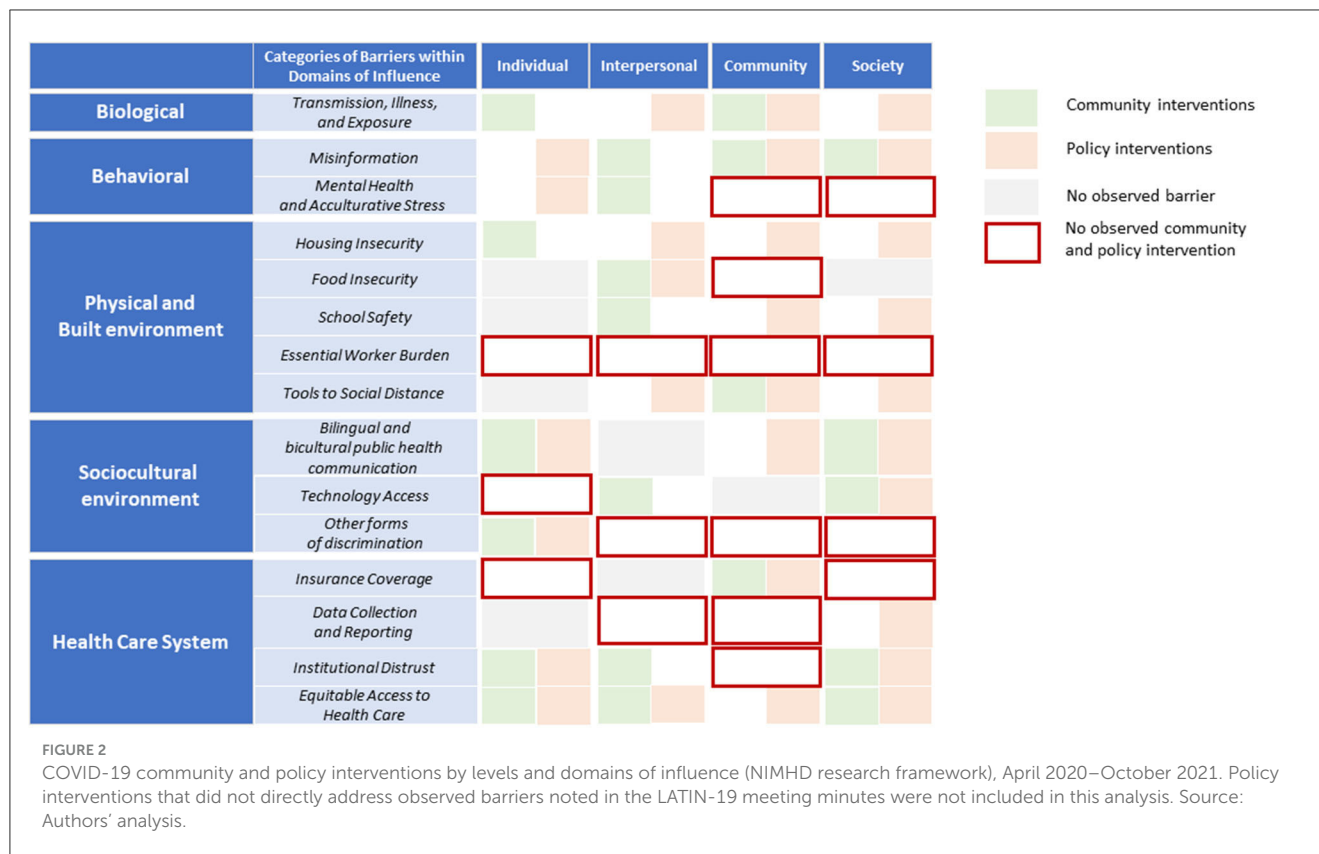 Categories of Barriers within
Domains of Influence
Individual
Interpersonal
Community
Society
Biological
Transmission, Illness,
and Exposure
Behavioral
Misinformation
Mental Health
and Acculturative Stress
Physical and
Built environment
Housing Insecurity
Food Insecurity
School Safety
Essential Worker Burden
Tools to Social Distance
Sociocultural
environment
Bilingual and
bicultural public health
communication
Technology Access
Other forms
of discrimination
Health Care System
Insurance Coverage
Data Collection
and Reporting
Institutional Distrust
Equitable Access to
Health Care
Community interventions
Policy interventions
No observed barrier
No observed community
and policy intervention
FIGURE 2
COVID-19 community and policy interventions by levels and domains of influence (NIMHD research framework), April 2020–October 2021. Policy
interventions that did not directly address observed barriers noted in the LATIN-19 meeting minutes were not included in this analysis. Source:
Authors’ analysis.